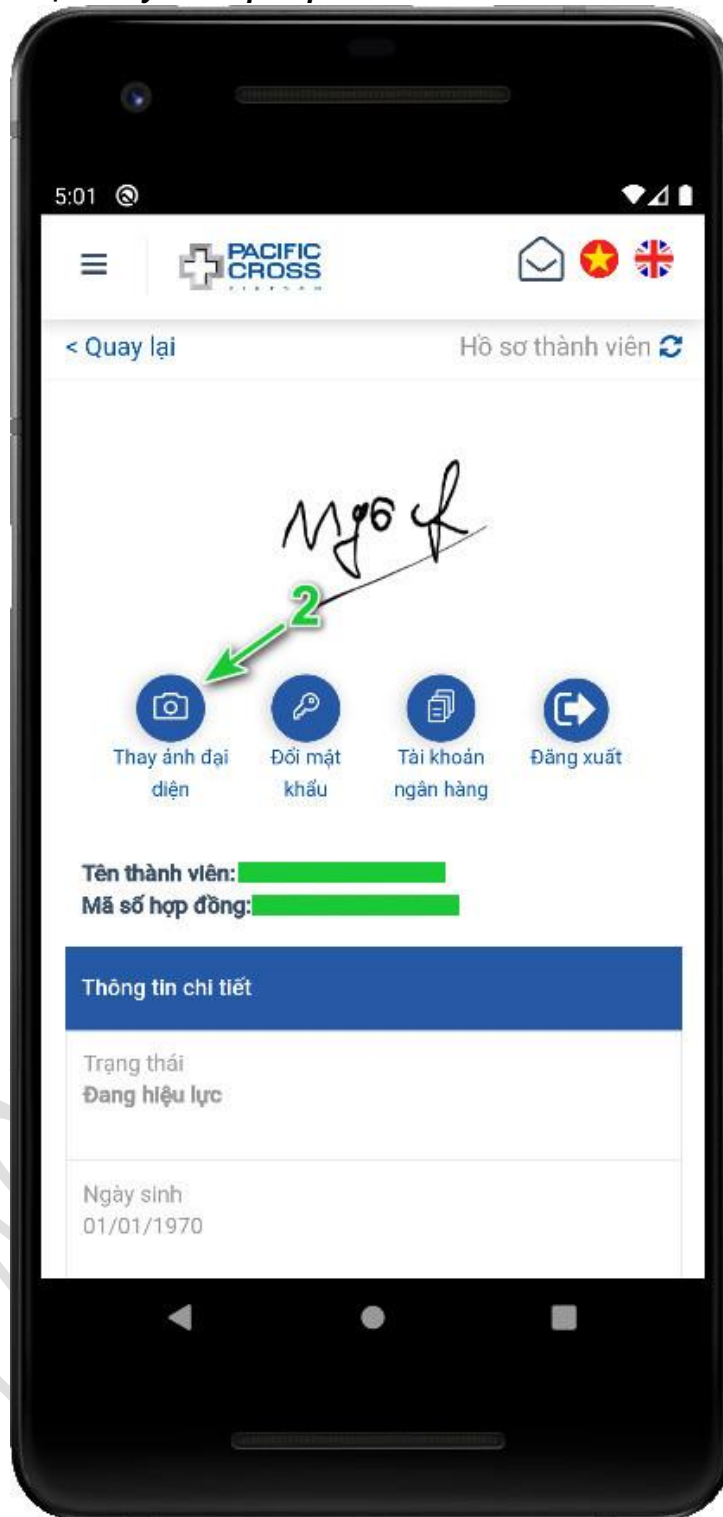 5:01
PACIFIC
CROSS
VIETNAM
< Quay lại
Hồ sơ thành viên
2
Thay ảnh đại
diện
Đổi mật
khẩu
Tài khoản
ngân hàng
Đăng xuất
Tên thành viên:
Mã số hợp đồng:
Thông tin chi tiết
Trạng thái
Đang hiệu lực
Ngày sinh
01/01/1970